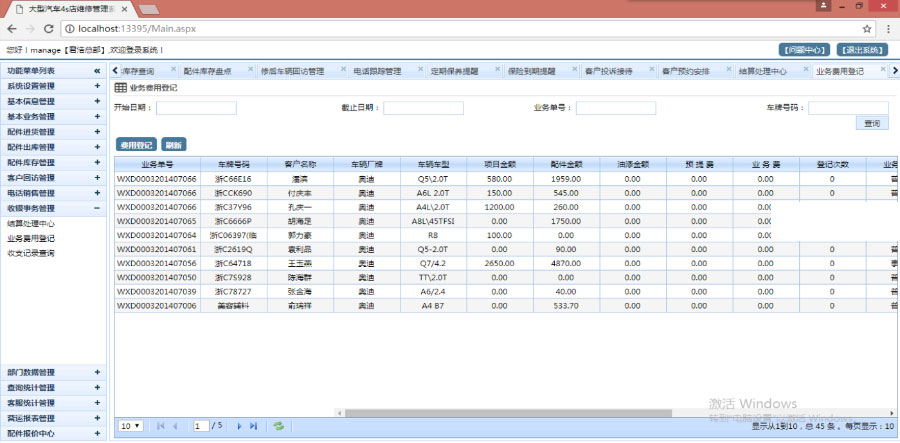 大型汽车4s店维修管理系
localhost:13395/Main.aspx
您好!manage【君浩总部】,欢迎登录系统! 【问题中心】 【退出系统】
功能菜单列表 库存查询 配件库存盘点 修后车辆回访管理 电话跟踪管理 定期保养提醒 保险到期提醒 客户投诉接待 客户预约安排 结算处理中心 业务费用登记
系统设置管理
基本信息管理
基本业务管理
配件进货管理
配件出库管理
配件库存管理
客户回访管理
电话销售管理
收银事务管理
结算处理中心
业务费用登记
收支记录查询
部门数据管理
查询统计管理
客服统计管理
营运报表管理
配件报价中心
业务费用登记
开始日期: 截止日期: 业务单号: 车牌号码:
查询
费用登记 刷新
业务单号 车牌号码 客户名称 车辆厂牌 车辆车型 项目金额 配件金额 油漆金额 预 提 费 业 务 费 登记次数 业务
WXD0003201407066 浙C66E16 潘滨 奥迪 Q5\2.0T 580.00 1959.00 0.00 0.00 0.00 0 普
WXD0003201407066 浙CCK690 付庆丰 奥迪 A6L 2.0T 150.00 545.00 0.00 0.00 0.00 0 普
WXD0003201407066 浙C37Y96 孔庆一 奥迪 A4L\2.0T 1200.00 260.00 0.00 0.00 0.00
WXD0003201407065 浙C6666P 胡海是 奥迪 A8L\45TFSI 0.00 1750.00 0.00 0.00 0.00
WXD0003201407064 浙C06397(临 郭力豪 奥迪 R8 100.00 0.00 0.00 0.00 0.00
WXD0003201407061 浙C2619Q 袁利品 奥迪 Q5-2.0T 0.00 90.00 0.00 0.00 0.00 0 普
WXD0003201407056 浙C64718 王玉燕 奥迪 Q7/4.2 2650.00 4870.00 0.00 0.00 0.00 0 事
WXD0003201407050 浙C7S928 陈海群 奥迪 TT\2.0T 0.00 0.00 0.00 0.00 0.00 0 普
WXD0003201407039 浙C78727 张金海 奥迪 A6/2.4 0.00 40.00 0.00 0.00 0.00 0 普
WXD0003201407006 美容辅料 俞瑞祥 奥迪 A4 B7 0.00 533.70 0.00 0.00 0.00 0 普
激活 Windows
转到"电脑设置"以激活 Windows
10 1 / 5 显示从1到10，总 45 条 。每页显示：10